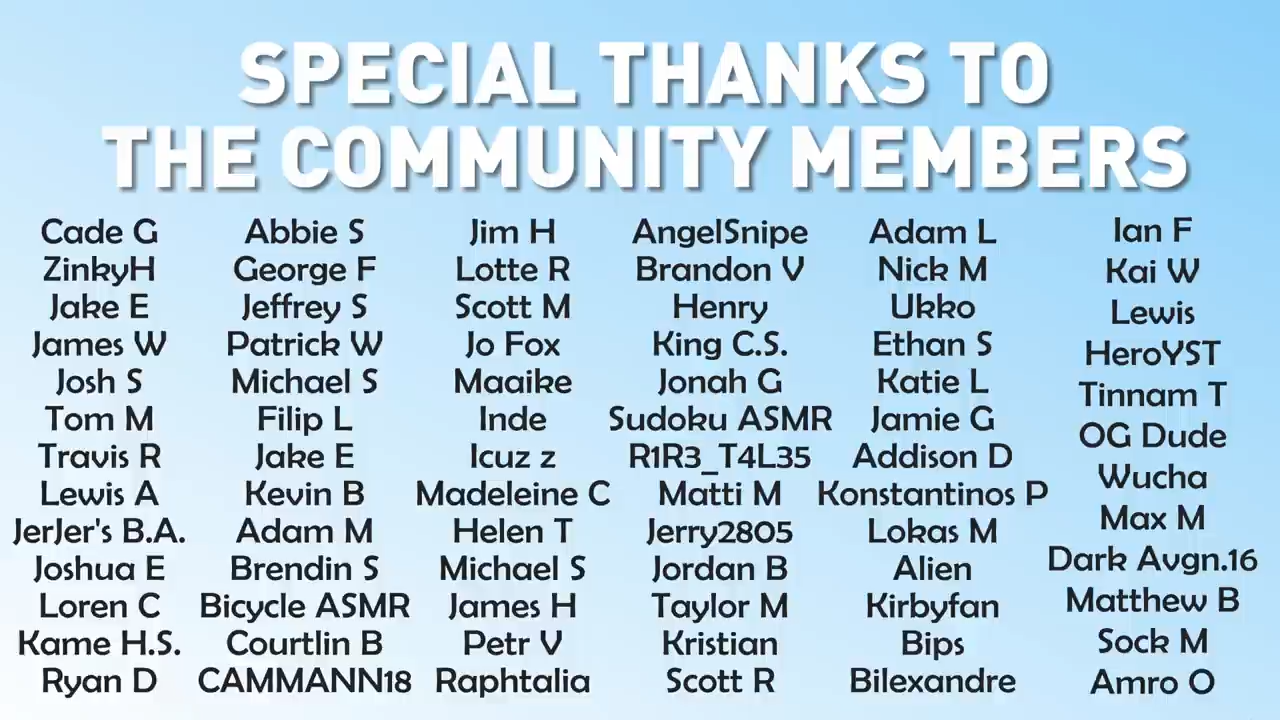 SPECIAL THANKS TO
THE COMMUNITY MEMBERS
Cade G
ZinkyH
Jake E
James W
Josh S
Tom M
Travis R
Lewis A
JerJer's B.A.
Joshua E
Loren C
Kame H.S.
Ryan D
Abbie S
George F
Jeffrey S
Patrick W
Michael S
Filip L
Jake E
Kevin B
Adam M
Brendin S
Bicycle ASMR
Courtlin B
CAMMANN18
Jim H
Lotte R
Scott M
Jo Fox
Maaike
Inde
Icuz z
Madeleine C
Helen T
Michael S
James H
Petr V
Raphtalia
AngelSnipe
Brandon V
Henry
King C.S.
Jonah G
Sudoku ASMR
R1R3_T4L35
Matti M
Jerry2805
Jordan B
Taylor M
Kristian
Scott R
Adam L
Nick M
Ukko
Ethan S
Katie L
Jamie G
Addison D
Konstantinos P
Lokas M
Alien
Kirbyfan
Bips
Bilexandre
Ian F
Kai W
Lewis
HeroYST
Tinnam T
OG Dude
Wucha
Max M
Dark Avgn.16
Matthew B
Sock M
Amro O